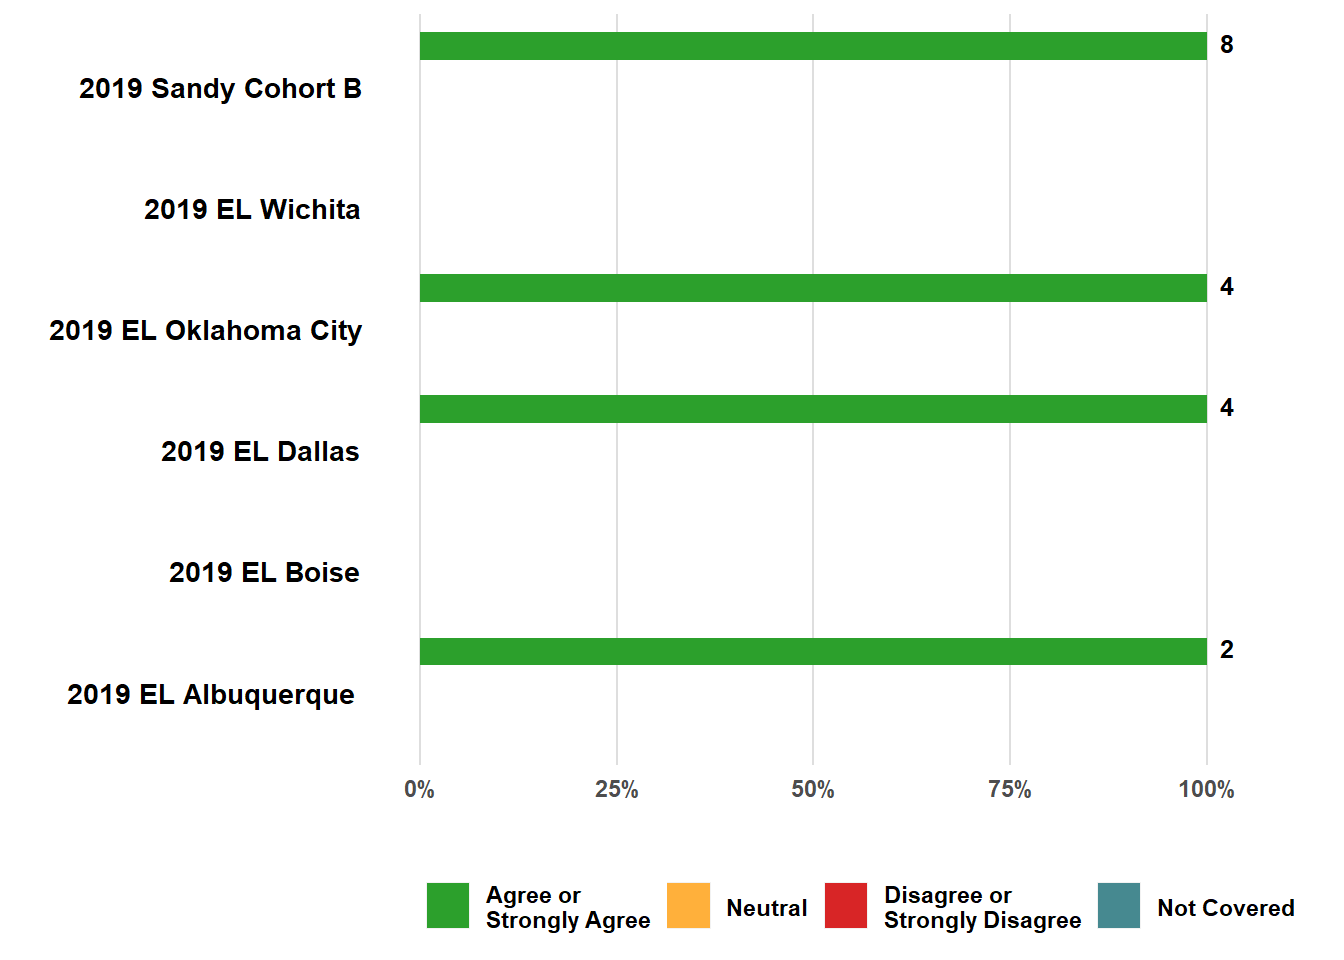 8
2019 Sandy Cohort B
2019 EL Wichita
4
2019 EL Oklahoma City
4
2019 EL Dallas
2019 EL Boise
2
2019 EL Albuquerque
0% 25% 50% 75% 100%
Agree or
Strongly Agree
Neutral
Disagree or
Strongly Disagree
Not Covered